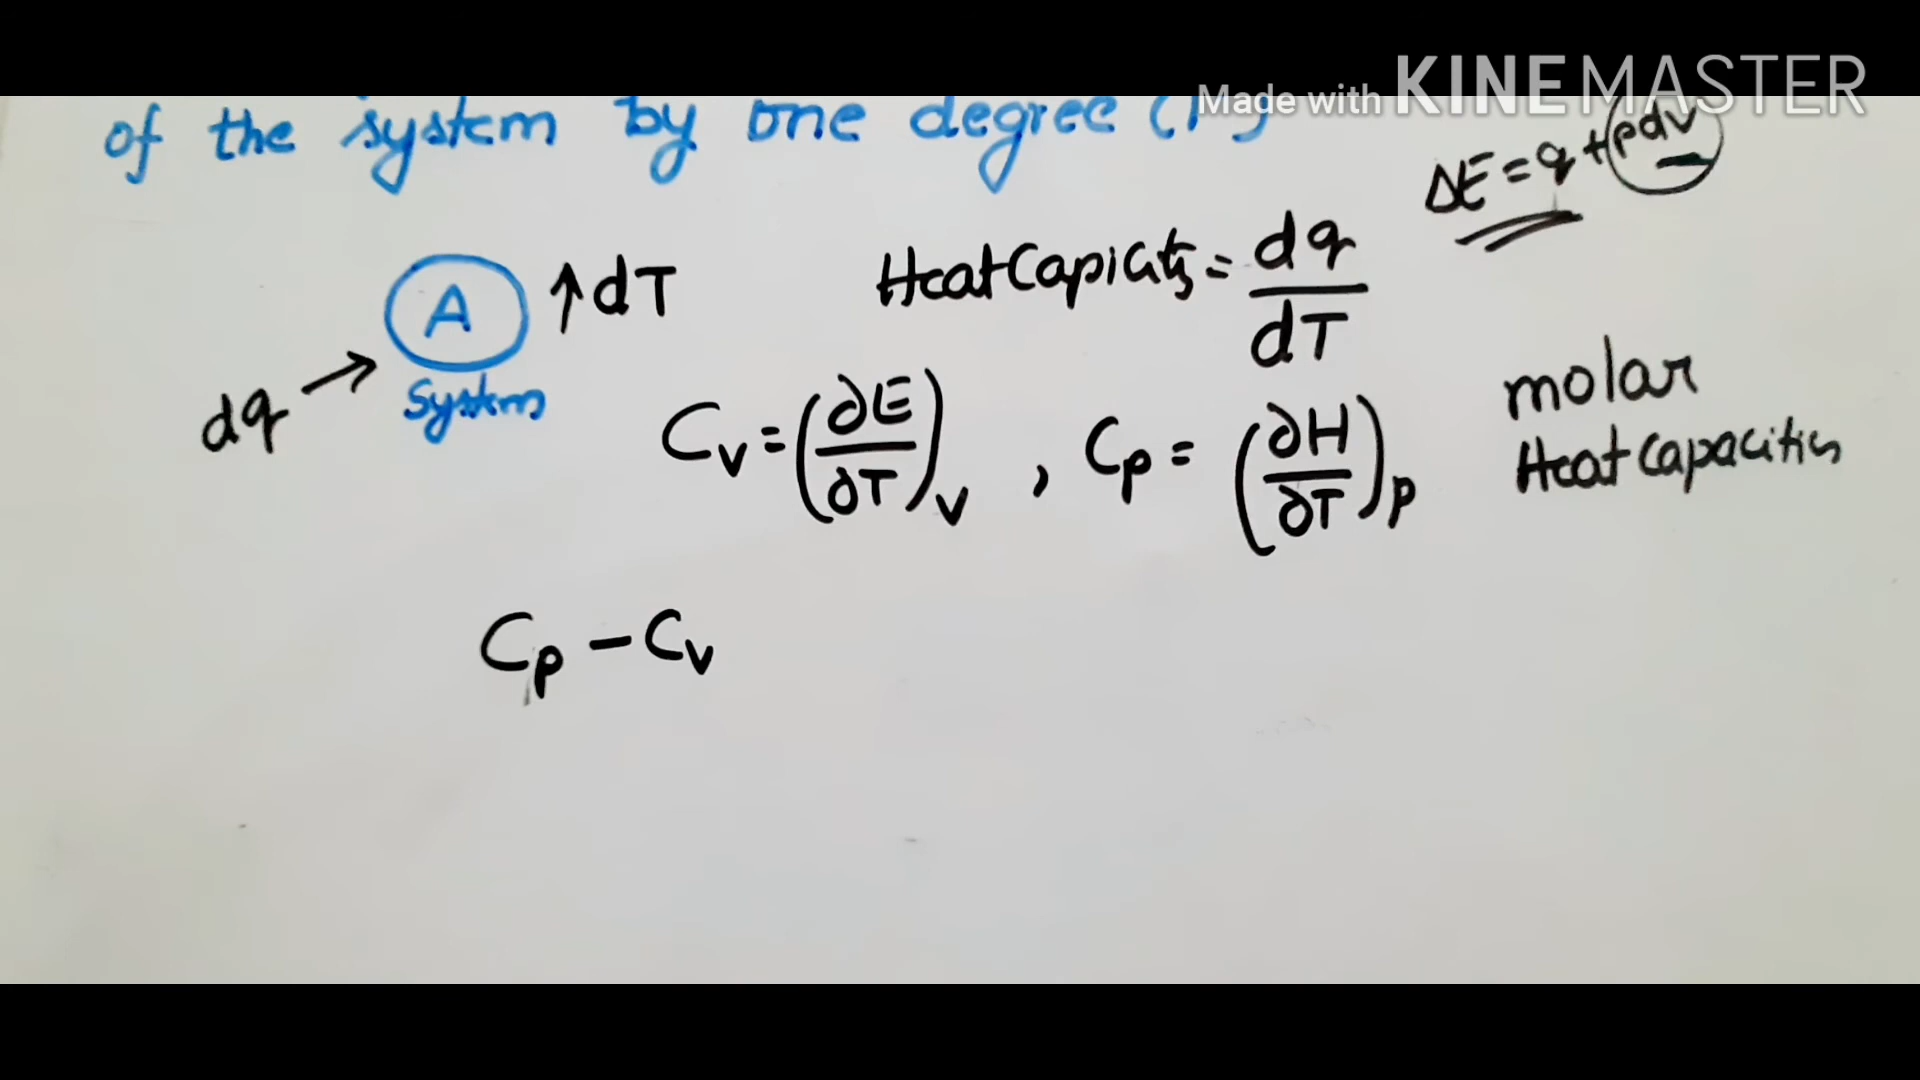 Made with KINEMASTER
of the system by one degree
ΔE = q + pdv
A ↑dT
Heat Capicity = dq/dT
dq →
System
molar
Heat capacities
Cv = (∂E/∂T)v , Cp = (∂H/∂T)p
Cp - Cv